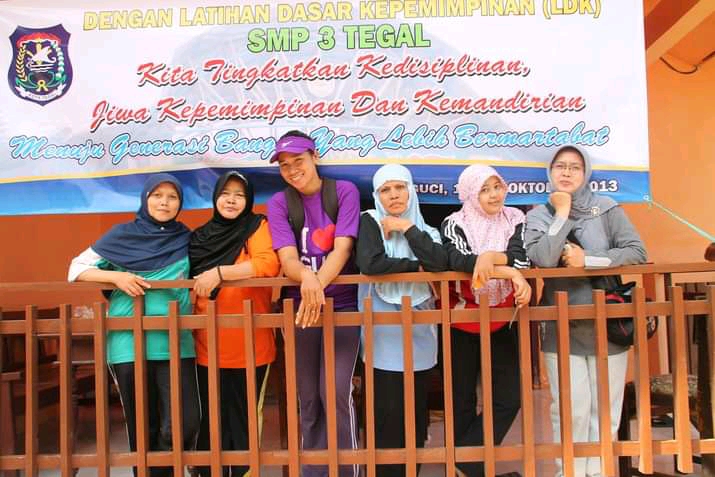 DENGAN LATIHAN DASAR KEPEMIMPINAN (LDK)
SMP 3 TEGAL
Kita Tingkatkan Kedisiplinan,
Jiwa Kepemimpinan Dan Kemandirian
Menuju Generasi Yang Lebih Bermartabat
SUCI, 2013
I